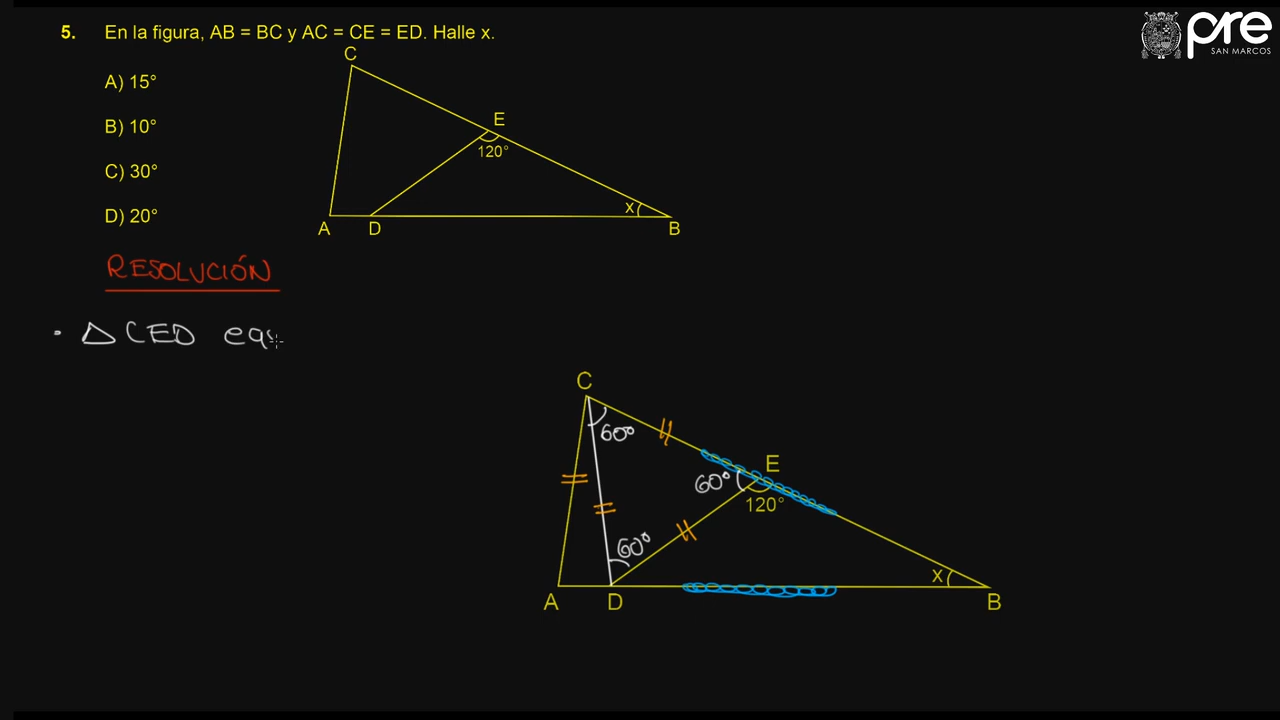 5. En la figura, AB = BC y AC = CE = ED. Halle x.
pre
SAN MARCOS
A) 15°
B) 10°
C) 30°
D) 20°
C
E
120°
x
A
D
B
RESOLUCIÓN
• △CED equ
C
60°
E
60°
120°
60°
x
A
D
B